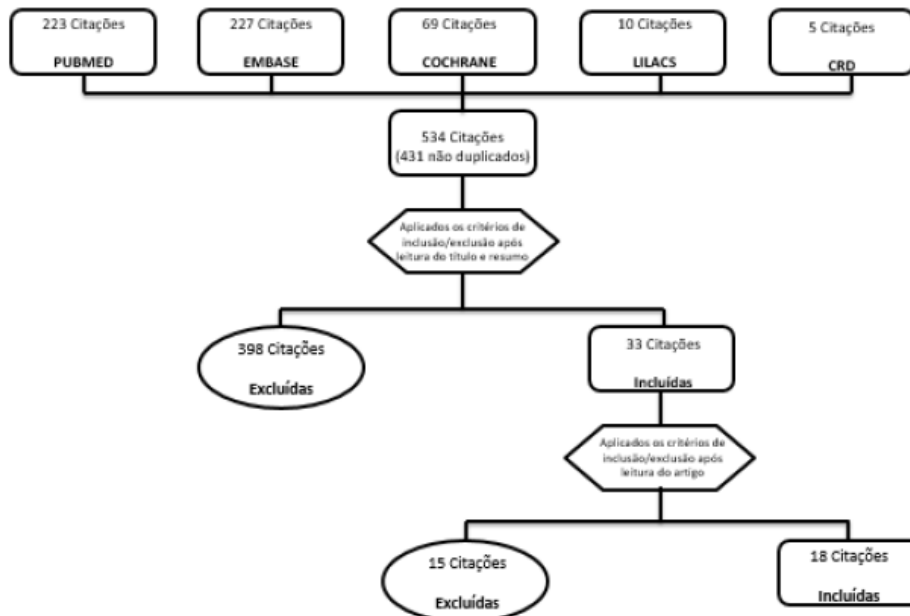 223 Citações
PUBMED
227 Citações
EMBASE
69 Citações
COCHRANE
10 Citações
LILACS
5 Citações
CRD
534 Citações
(431 não duplicados)
Aplicados os critérios de
inclusão/exclusão após
leitura do título e resumo
398 Citações
Excluídas
33 Citações
Incluídas
Aplicados os critérios de
inclusão/exclusão após
leitura do artigo
15 Citações
Excluídas
18 Citações
Incluídas